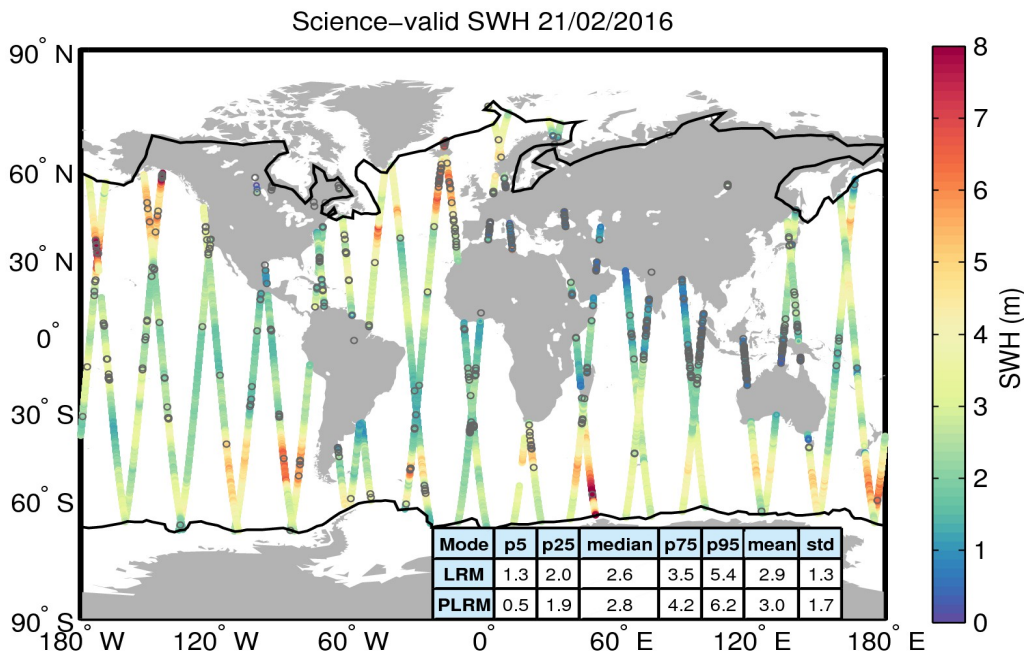 Science−valid SWH 21/02/2016
90° N
60° N
30° N
0°
30° S
60° S
90° S
180° W
120° W
60° W
0°
60° E
120° E
180° E
Mode p5 p25 median p75 p95 mean std
LRM 1.3 2.0 2.6 3.5 5.4 2.9 1.3
PLRM 0.5 1.9 2.8 4.2 6.2 3.0 1.7
8
7
6
5
4
3
2
1
0
SWH (m)